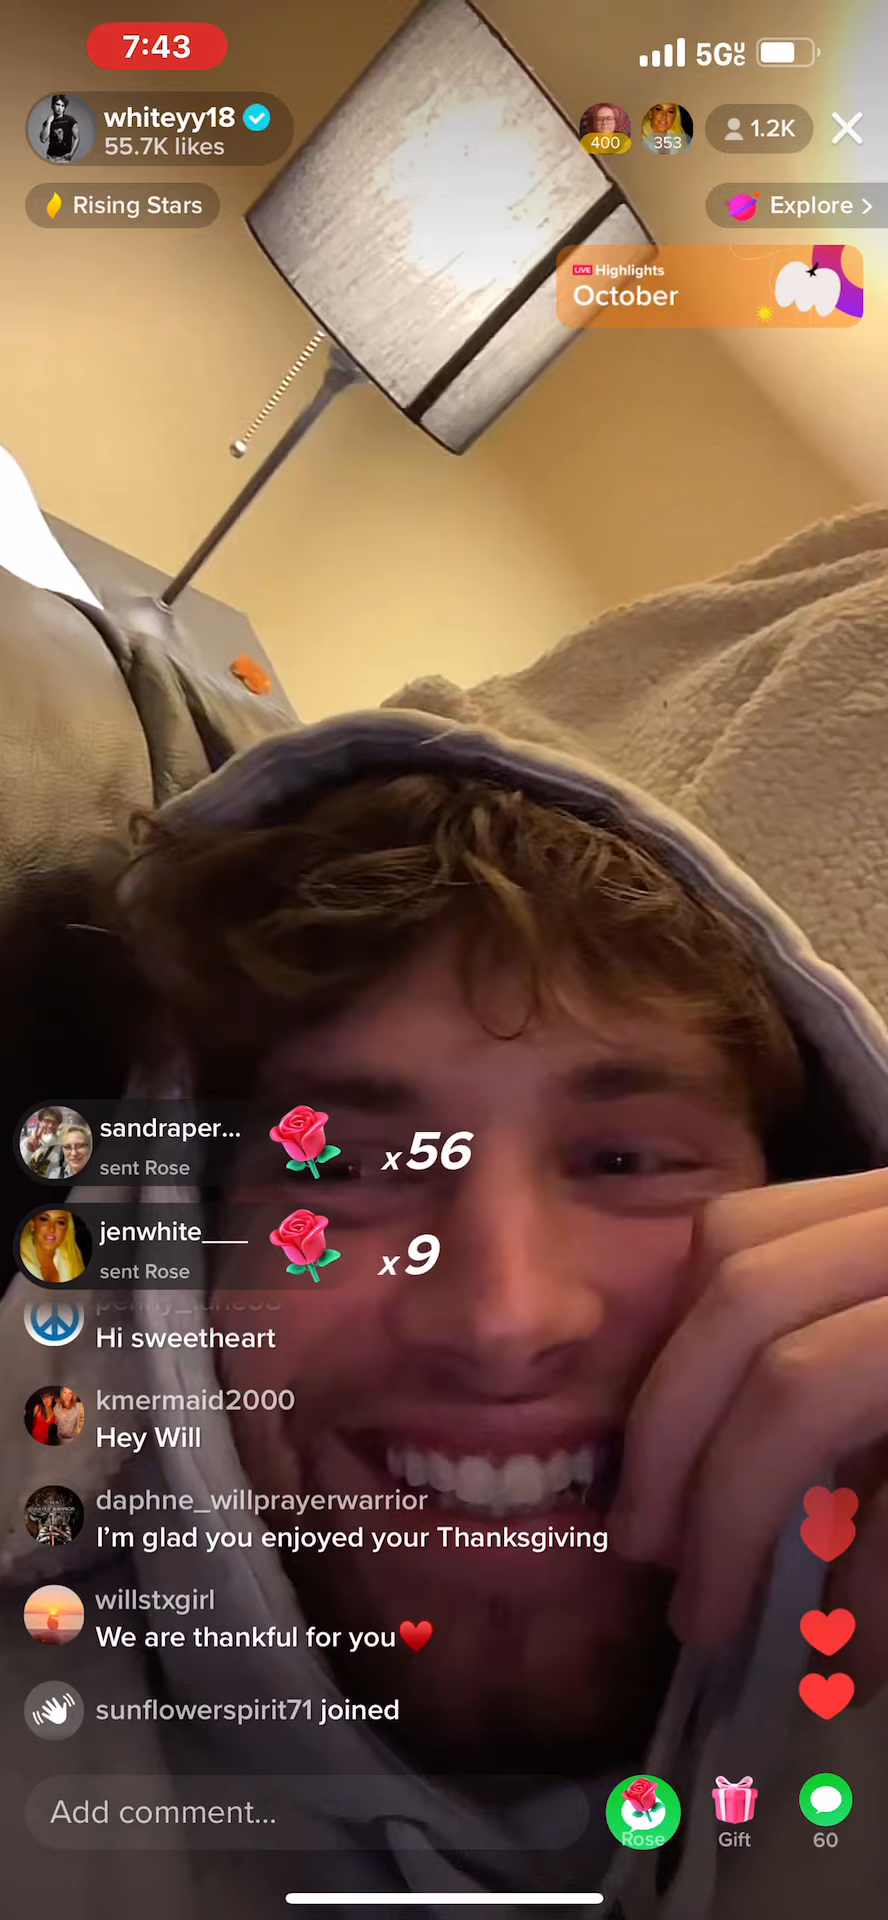 7:43
5G UC
whiteyy18
55.7K likes
400
353
1.2K
Rising Stars
Explore
LIVE Highlights
October
sandraper...
sent Rose
x56
jenwhite___
sent Rose
x9
Hi sweetheart
kmermaid2000
Hey Will
daphne_willprayerwarrior
I'm glad you enjoyed your Thanksgiving
willstxgirl
We are thankful for you❤️
sunflowerspirit71 joined
Add comment...
Rose
Gift
60